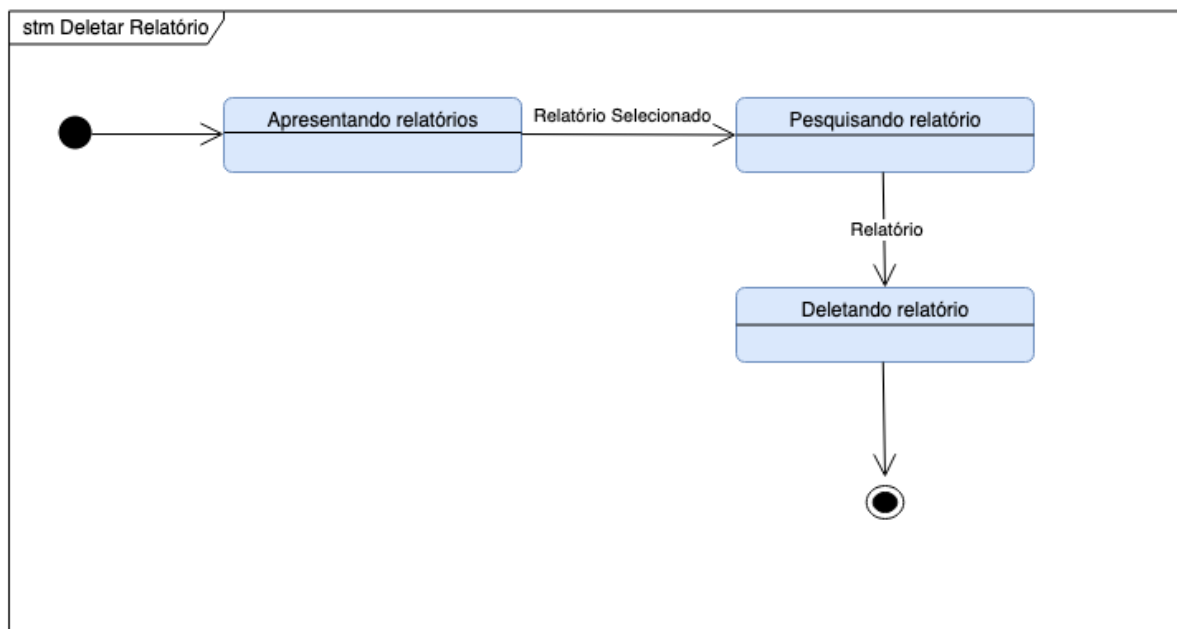 stm Deletar Relatório
Apresentando relatórios
Relatório Selecionado
Pesquisando relatório
Relatório
Deletando relatório